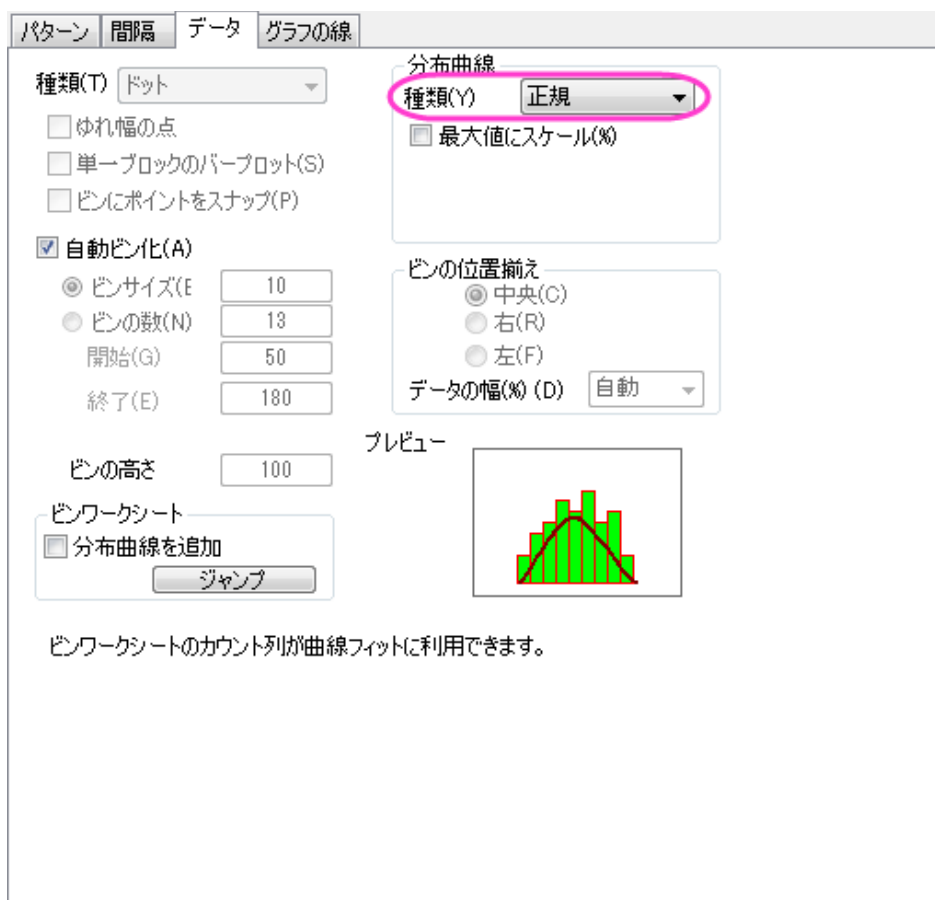 パターン 間隔 データ グラフの線
種類(T) ドット
ゆれ幅の点
単一ブロックのバープロット(S)
ビンにポイントをスナップ(P)
自動ビン化(A)
ビンサイズ(E 10
ビンの数(N) 13
開始(G) 50
終了(E) 180
ビンの高さ 100
ビンワークシート
分布曲線を追加
ジャンプ
分布曲線
種類(Y) 正規
最大値にスケール(%)
ビンの位置揃え
中央(C)
右(R)
左(F)
データの幅(%) (D) 自動
プレビュー
ビンワークシートのカウント列が曲線フィットに利用できます。